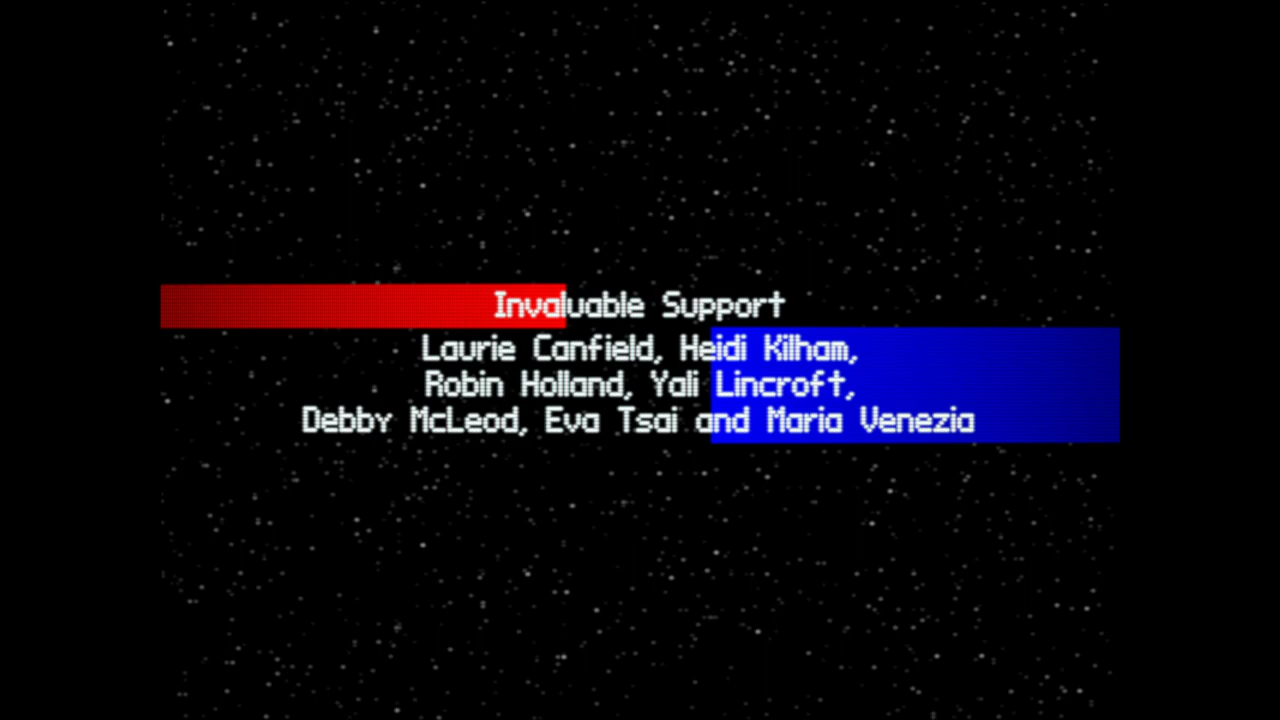 Invaluable Support
Laurie Canfield, Heidi Kilham,
Robin Holland, Yali Lincroft,
Debby McLeod, Eva Tsai and Maria Venezia